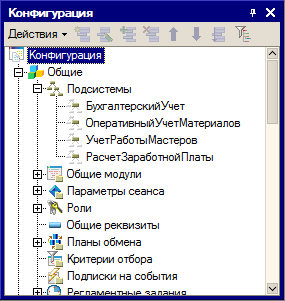 Конфигурация
Действия
Конфигурация
Общие
Подсистемы
БухгалтерскийУчет
ОперативныйУчетМатериалов
УчетРаботыМастеров
РасчетЗаработнойПлаты
Общие модули
Параметры сеанса
Роли
Общие реквизиты
Планы обмена
Критерии отбора
Подписки на события
Регламентные задания